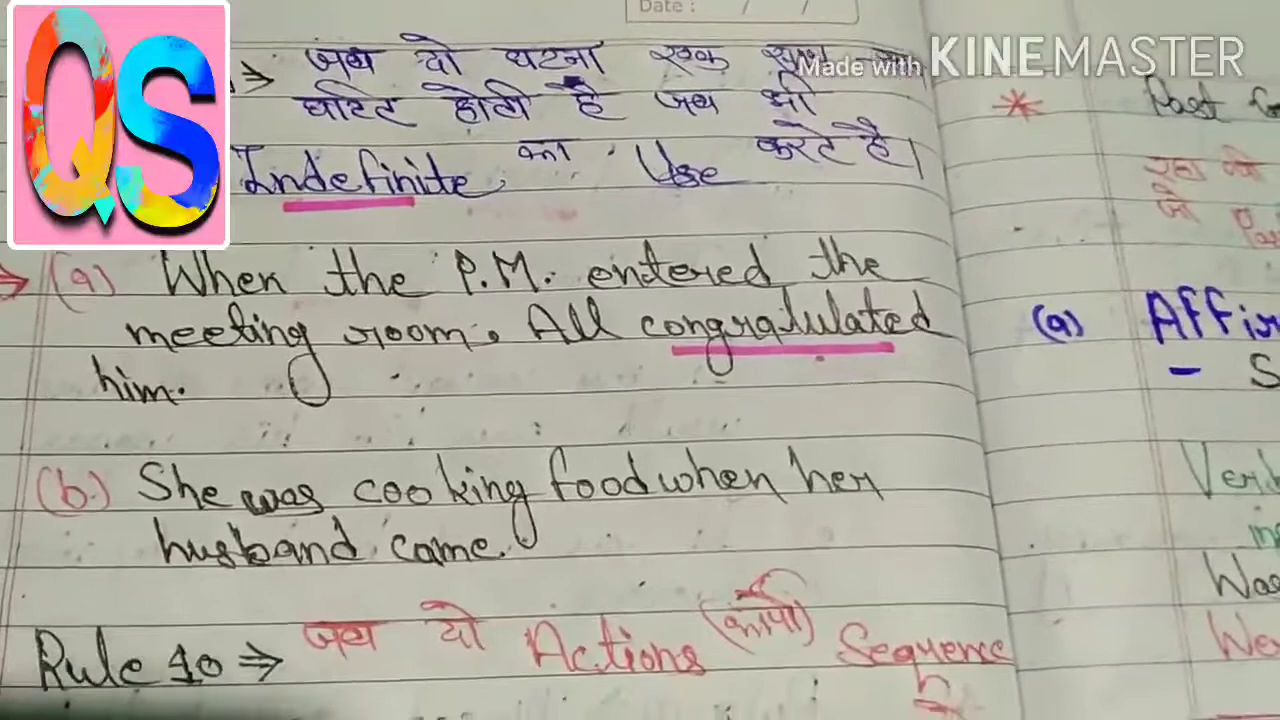 Date : / /
QS
Made with KINEMASTER
⇒ जब दो घटना एक साथ
घटित होती है जब भी
Indefinite का Use करते है।
⇒ (a) When the P.M. entered the
meeting room. All congratulated
him.
(b) She was cooking food when her
husband came.
Rule 10 ⇒ जब दो Actions (कार्यो) Sequence
* Past
(a) Affir
- S
Verb
in
Was
We